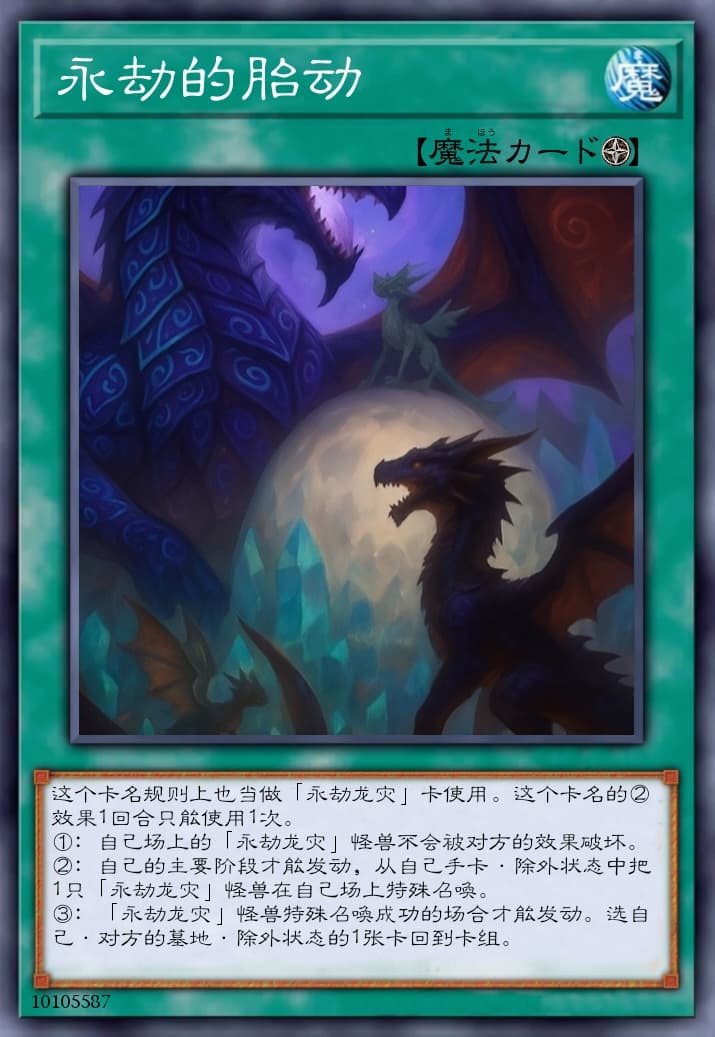 永劫的胎动
魔
【魔法カード】
まほう
这个卡名规则上也当做「永劫龙灾」卡使用。这个卡名的②
效果1回合只能使用1次。
①：自己场上的「永劫龙灾」怪兽不会被对方的效果破坏。
②：自己的主要阶段才能发动，从自己手卡·除外状态中把
1只「永劫龙灾」怪兽在自己场上特殊召唤。
③：「永劫龙灾」怪兽特殊召唤成功的场合才能发动。选自
己·对方的墓地·除外状态的1张卡回到卡组。
10105587